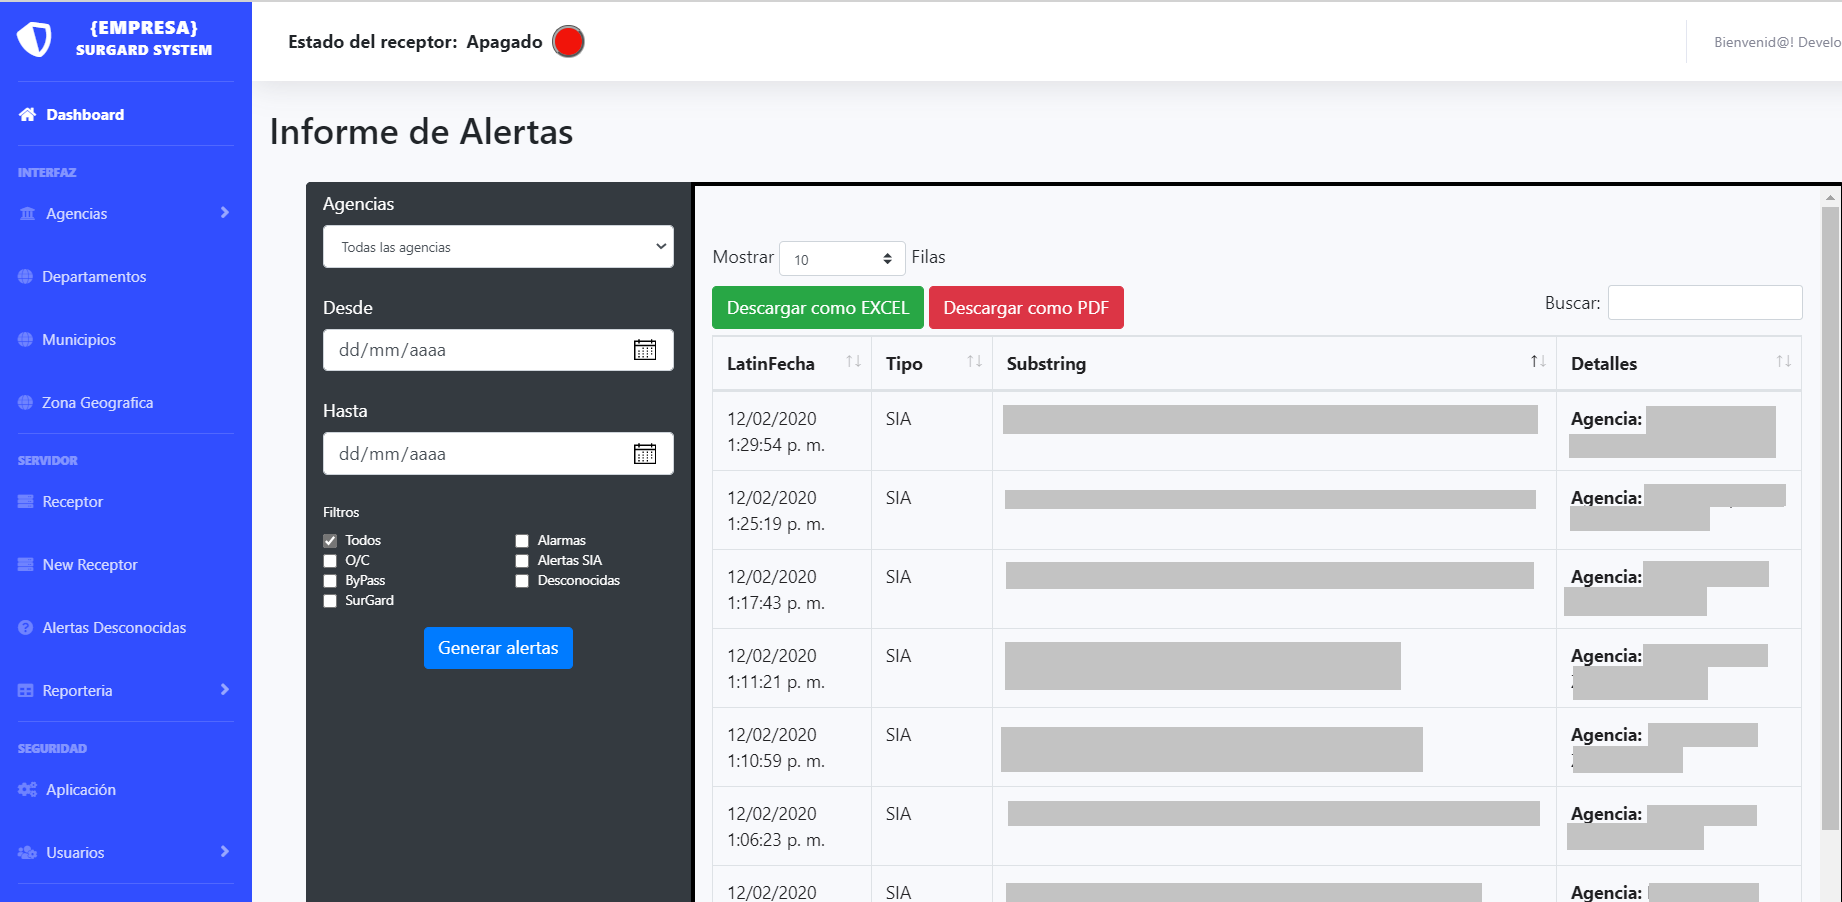 {EMPRESA}
SURGARD SYSTEM
Dashboard
INTERFAZ
Agencias
Departamentos
Municipios
Zona Geografica
SERVIDOR
Receptor
New Receptor
Alertas Desconocidas
Reporteria
SEGURIDAD
Aplicación
Usuarios
Estado del receptor: Apagado
Bienvenid@! Develo
Informe de Alertas
Agencias
Todas las agencias
Desde
dd/mm/aaaa
Hasta
dd/mm/aaaa
Filtros
Todos
Alarmas
O/C
Alertas SIA
ByPass
Desconocidas
SurGard
Generar alertas
Mostrar 10 Filas
Descargar como EXCEL Descargar como PDF
Buscar:
LatinFecha Tipo Substring Detalles
12/02/2020 SIA Agencia:
1:29:54 p. m.
12/02/2020 SIA Agencia:
1:25:19 p. m.
12/02/2020 SIA Agencia:
1:17:43 p. m.
12/02/2020 SIA Agencia:
1:11:21 p. m.
12/02/2020 SIA Agencia:
1:10:59 p. m.
12/02/2020 SIA Agencia:
1:06:23 p. m.
12/02/2020 SIA Agencia: